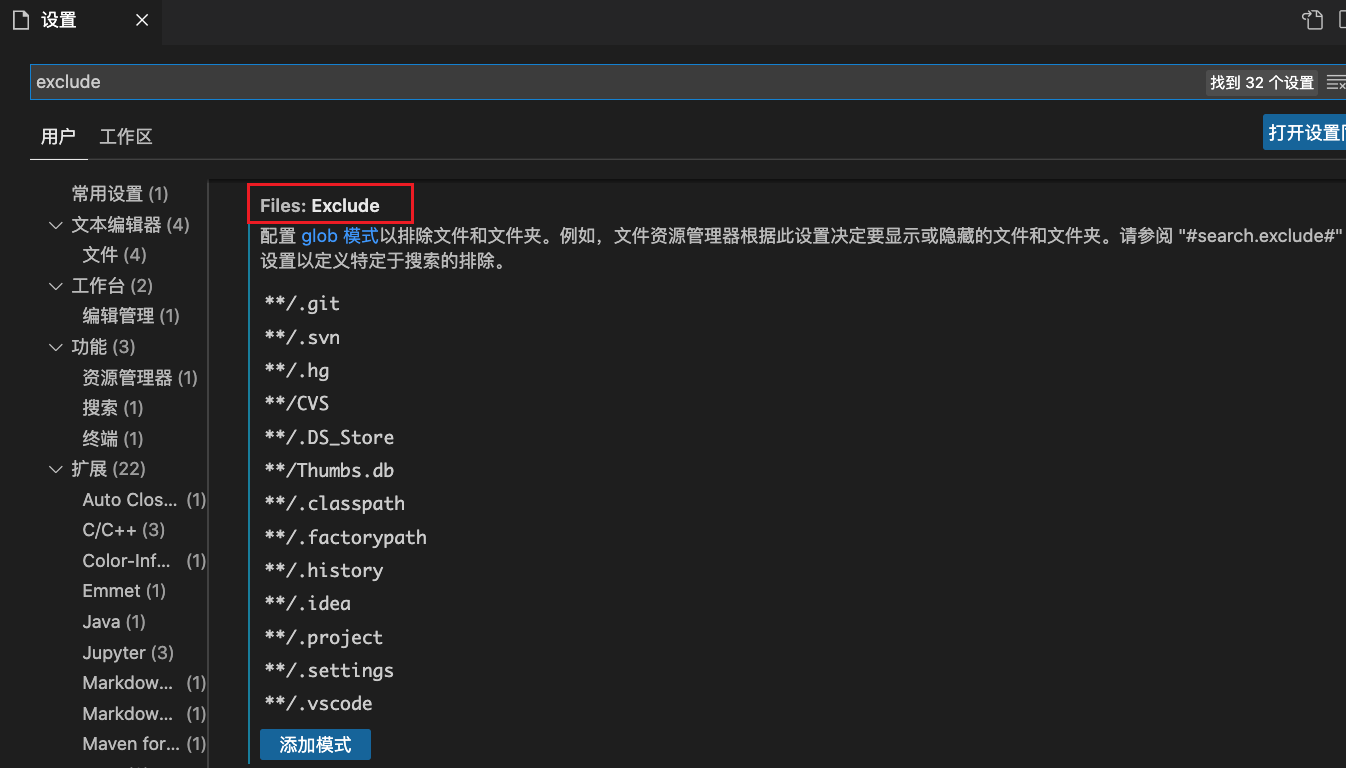 设置
exclude
找到 32 个设置
用户
工作区
打开设置
常用设置 (1)
文本编辑器 (4)
文件 (4)
工作台 (2)
编辑管理 (1)
功能 (3)
资源管理器 (1)
搜索 (1)
终端 (1)
扩展 (22)
Auto Clos... (1)
C/C++ (3)
Color-Inf... (1)
Emmet (1)
Java (1)
Jupyter (3)
Markdow... (1)
Markdow... (1)
Maven for... (1)
Files: Exclude
配置 glob 模式以排除文件和文件夹。例如，文件资源管理器根据此设置决定要显示或隐藏的文件和文件夹。请参阅 "#search.exclude#"
设置以定义特定于搜索的排除。
**/.git
**/.svn
**/.hg
**/CVS
**/.DS_Store
**/Thumbs.db
**/.classpath
**/.factorypath
**/.history
**/.idea
**/.project
**/.settings
**/.vscode
添加模式